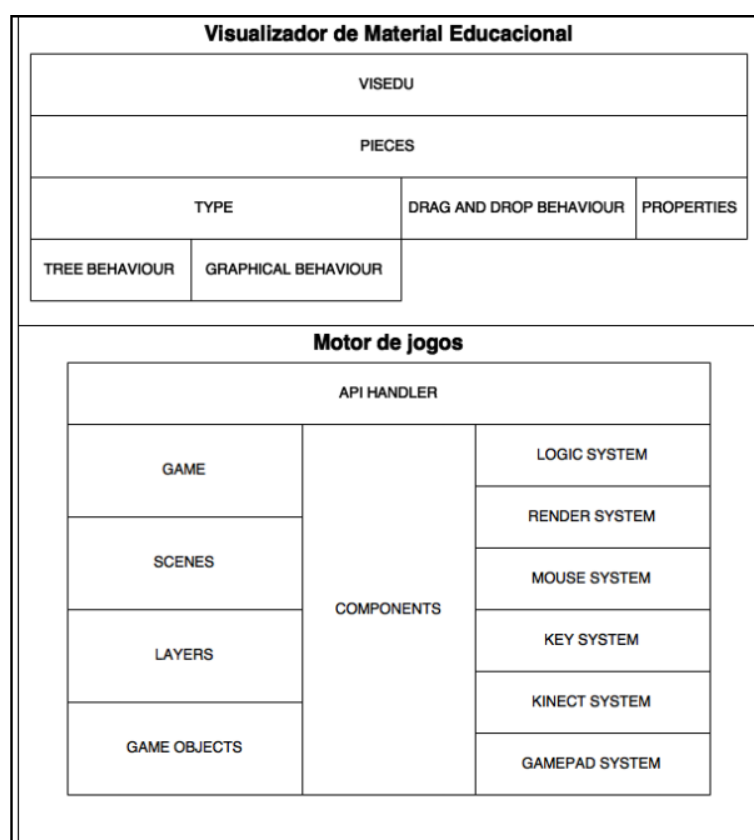 Visualizador de Material Educacional
VISEDU
PIECES
TYPE
DRAG AND DROP BEHAVIOUR
PROPERTIES
TREE BEHAVIOUR
GRAPHICAL BEHAVIOUR
Motor de jogos
API HANDLER
GAME
SCENES
LAYERS
GAME OBJECTS
COMPONENTS
LOGIC SYSTEM
RENDER SYSTEM
MOUSE SYSTEM
KEY SYSTEM
KINECT SYSTEM
GAMEPAD SYSTEM